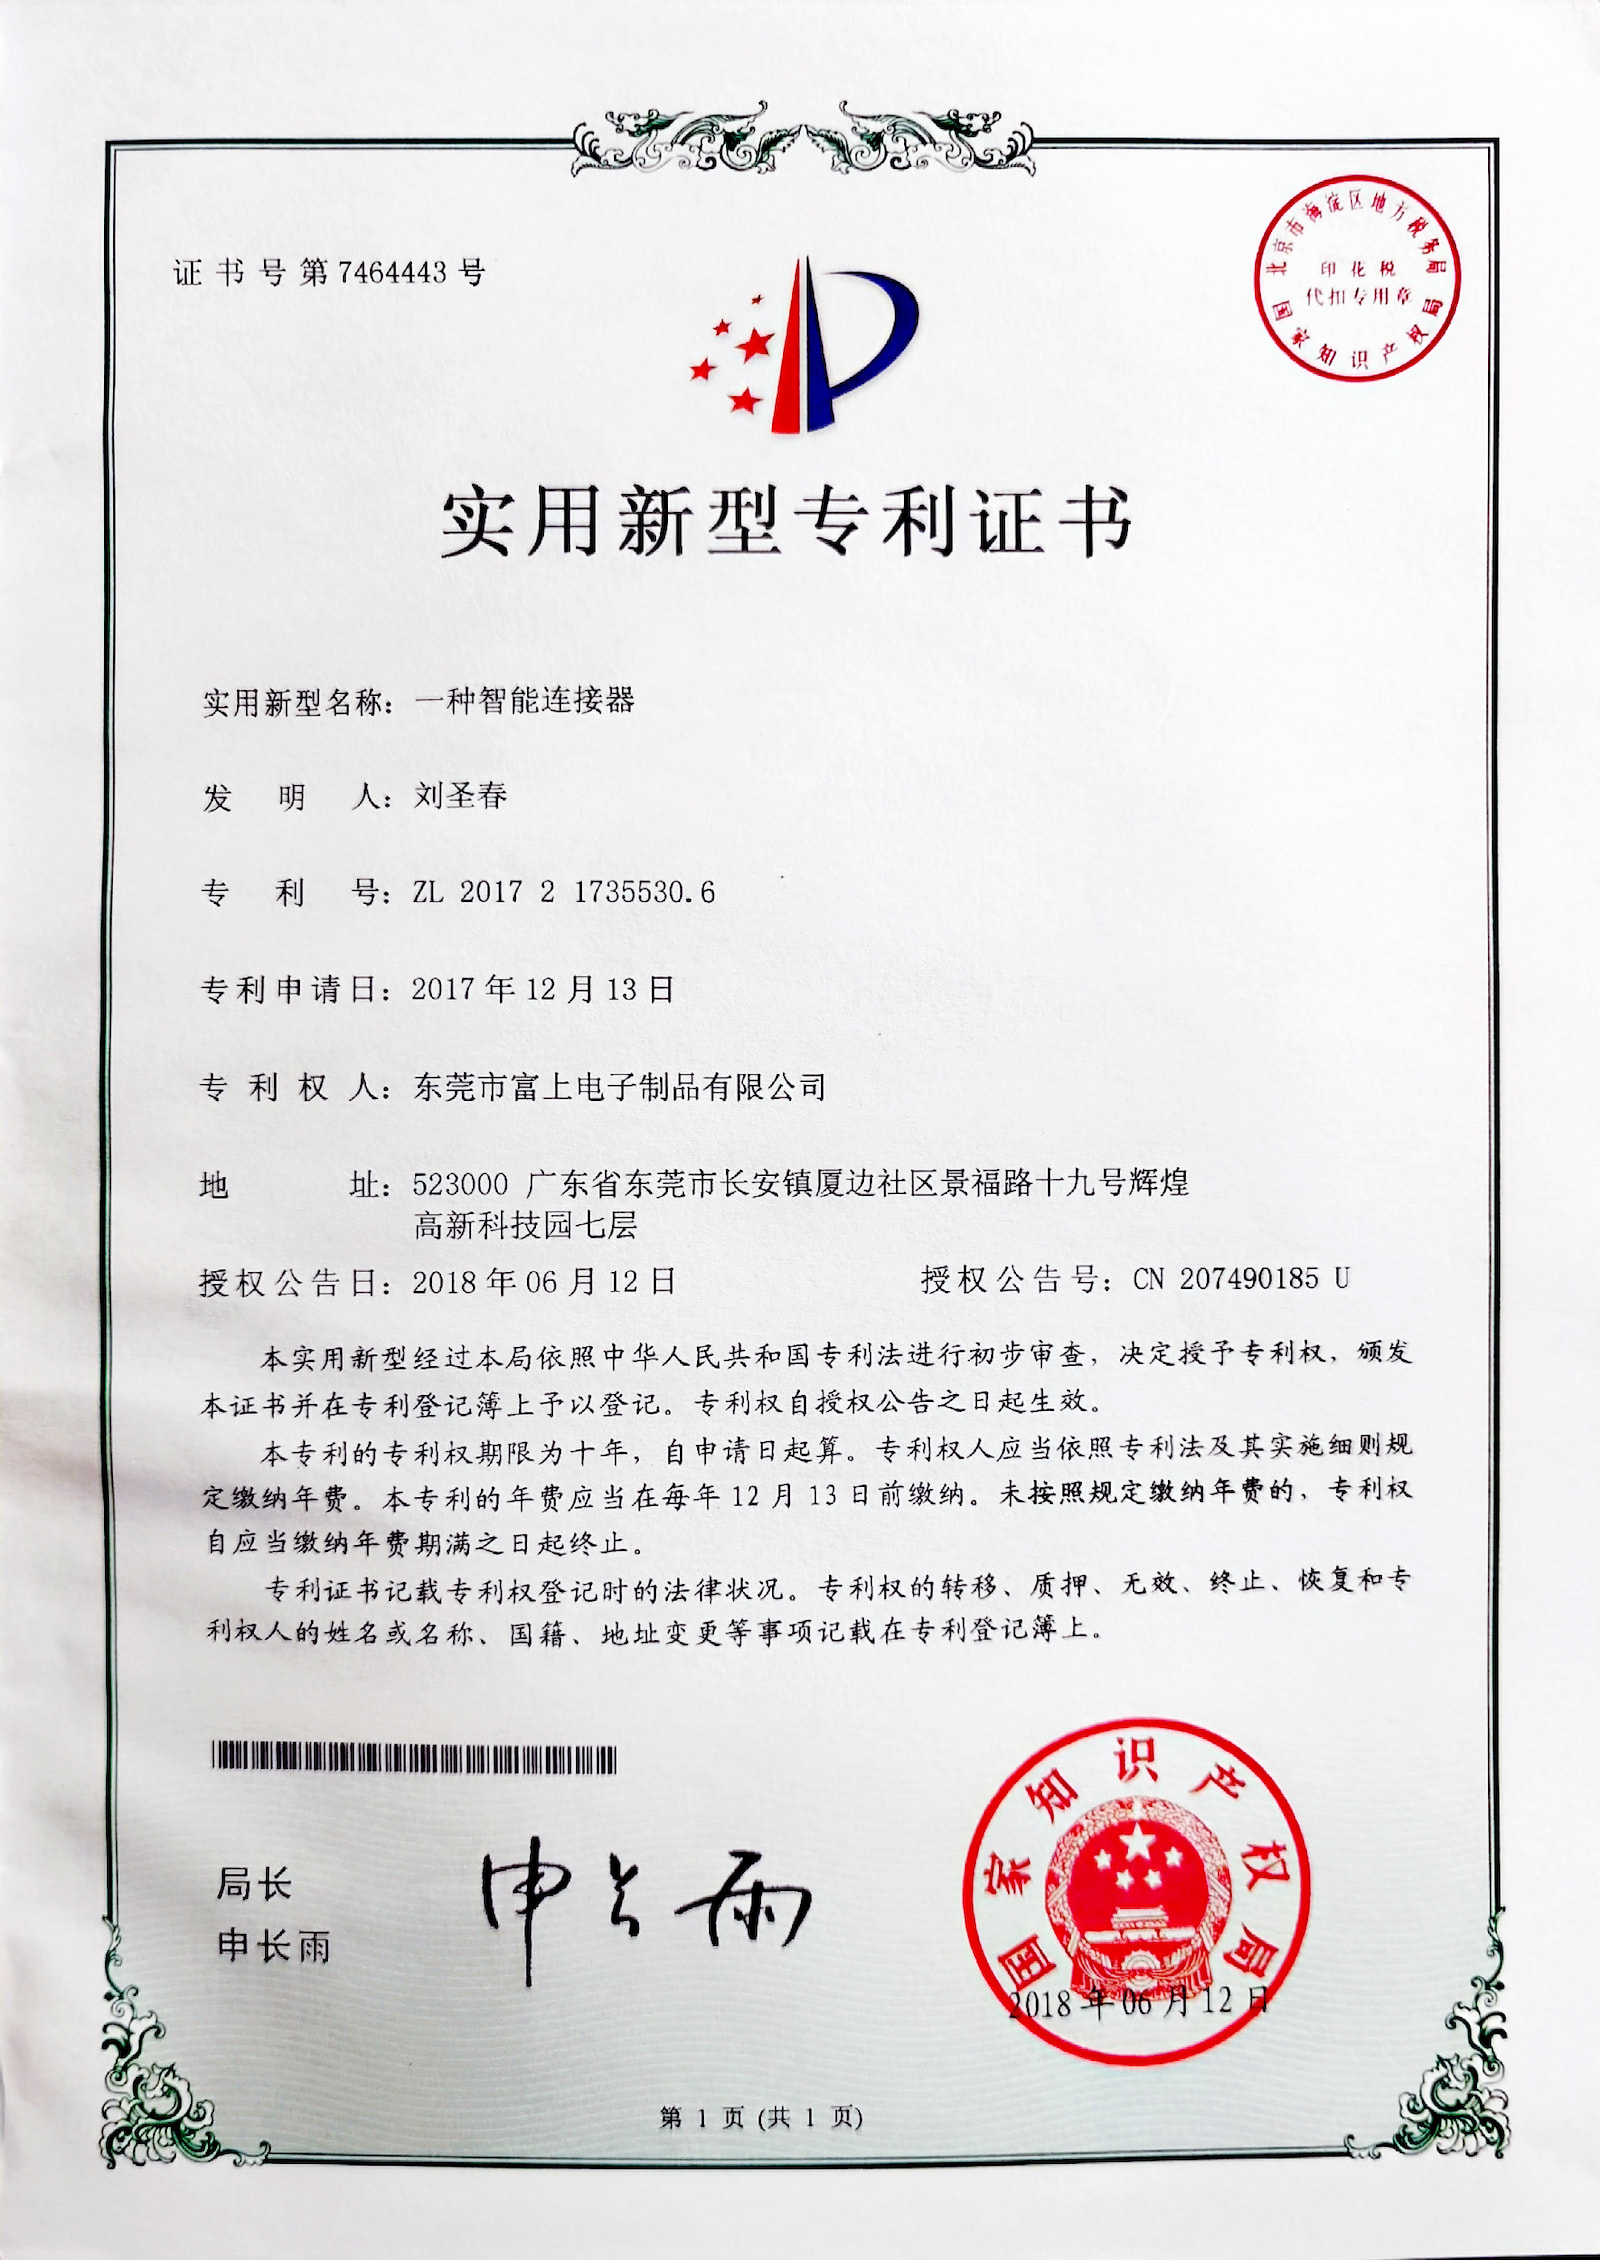 证书号第7464443号
北京市海淀区地方税务局
印花税
代扣专用章
国家知识产权局
实用新型专利证书
实用新型名称：一种智能连接器
发明人：刘圣春
专利号：ZL 2017 2 1735530.6
专利申请日：2017年12月13日
专利权人：东莞市富上电子制品有限公司
地址：523000 广东省东莞市长安镇厦边社区景福路十九号辉煌
高新科技园七层
授权公告日：2018年06月12日 授权公告号：CN 207490185 U
本实用新型经过本局依照中华人民共和国专利法进行初步审查，决定授予专利权，颁发
本证书并在专利登记簿上予以登记。专利权自授权公告之日起生效。
本专利的专利权期限为十年，自申请日起算。专利权人应当依照专利法及其实施细则规
定缴纳年费。本专利的年费应当在每年12月13日前缴纳。未按照规定缴纳年费的，专利权
自应当缴纳年费期满之日起终止。
专利证书记载专利权登记时的法律状况。专利权的转移、质押、无效、终止、恢复和专
利权人的姓名或名称、国籍、地址变更等事项记载在专利登记簿上。
局长
申长雨
申长雨
国家知识产权局
2018年06月12日
第1页(共1页)